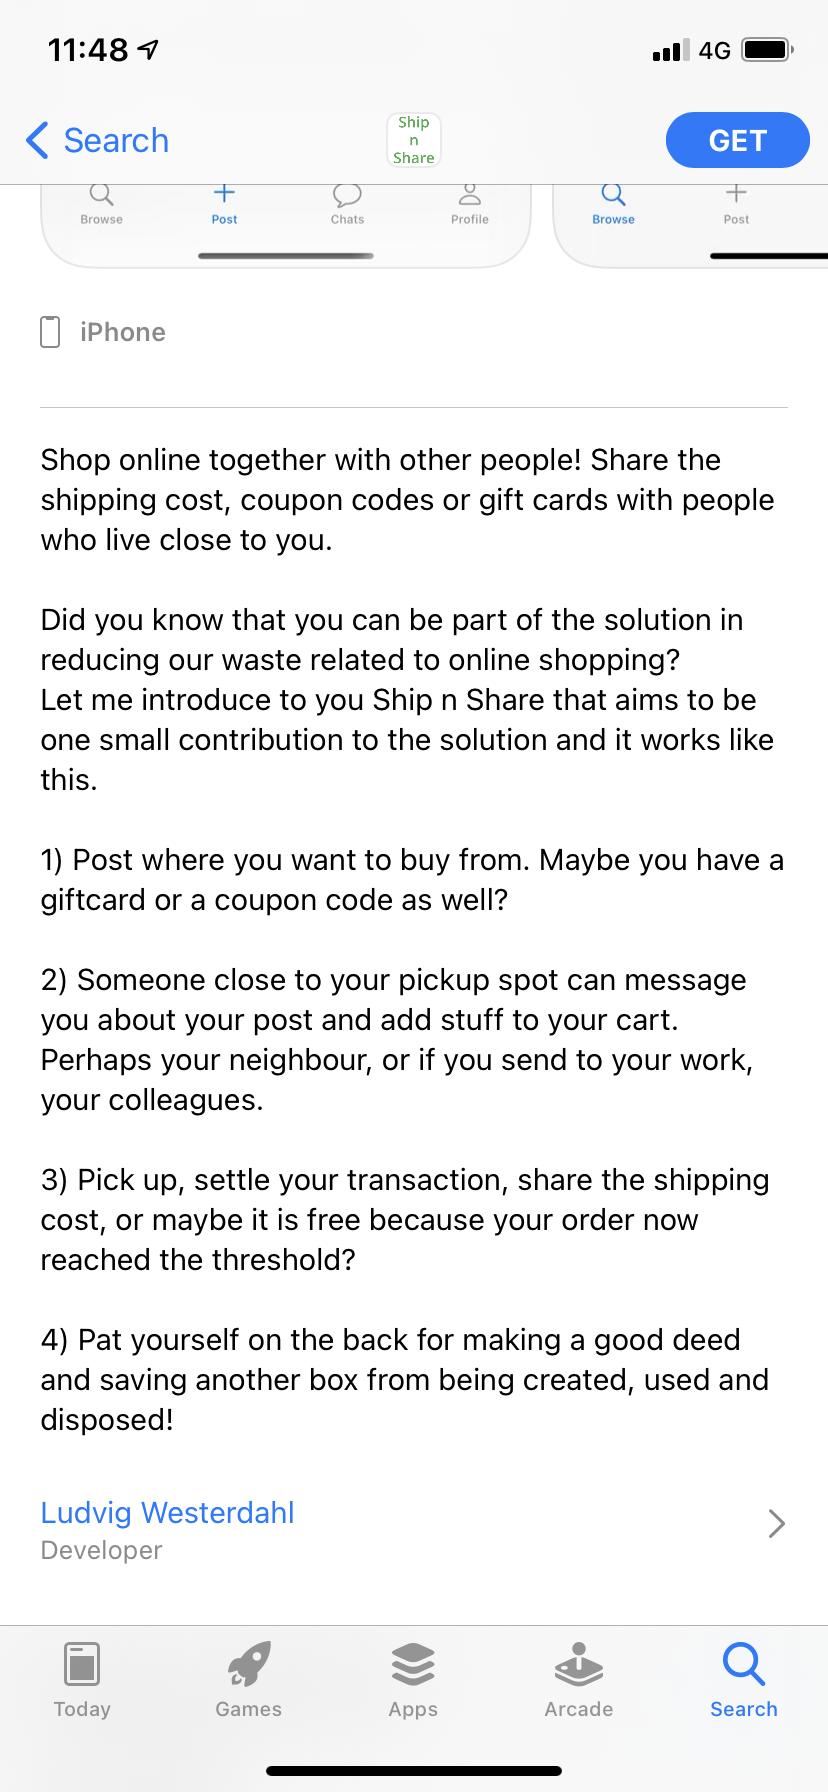 11:48
4G
Search
Ship
n
Share
GET
Browse
Post
Chats
Profile
Browse
Post
iPhone
Shop online together with other people! Share the
shipping cost, coupon codes or gift cards with people
who live close to you.
Did you know that you can be part of the solution in
reducing our waste related to online shopping?
Let me introduce to you Ship n Share that aims to be
one small contribution to the solution and it works like
this.
1) Post where you want to buy from. Maybe you have a
giftcard or a coupon code as well?
2) Someone close to your pickup spot can message
you about your post and add stuff to your cart.
Perhaps your neighbour, or if you send to your work,
your colleagues.
3) Pick up, settle your transaction, share the shipping
cost, or maybe it is free because your order now
reached the threshold?
4) Pat yourself on the back for making a good deed
and saving another box from being created, used and
disposed!
Ludvig Westerdahl
Developer
Today
Games
Apps
Arcade
Search